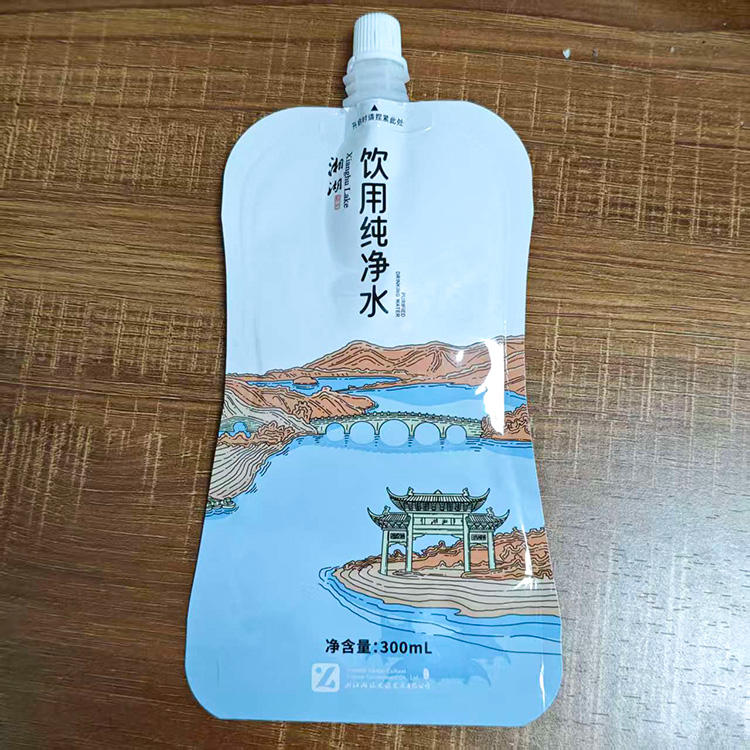 开启时请捏紧此处
饮用纯净水
PURIFIED
DRINKING WATER
湘湖
Xianghu Lake
净含量:300mL